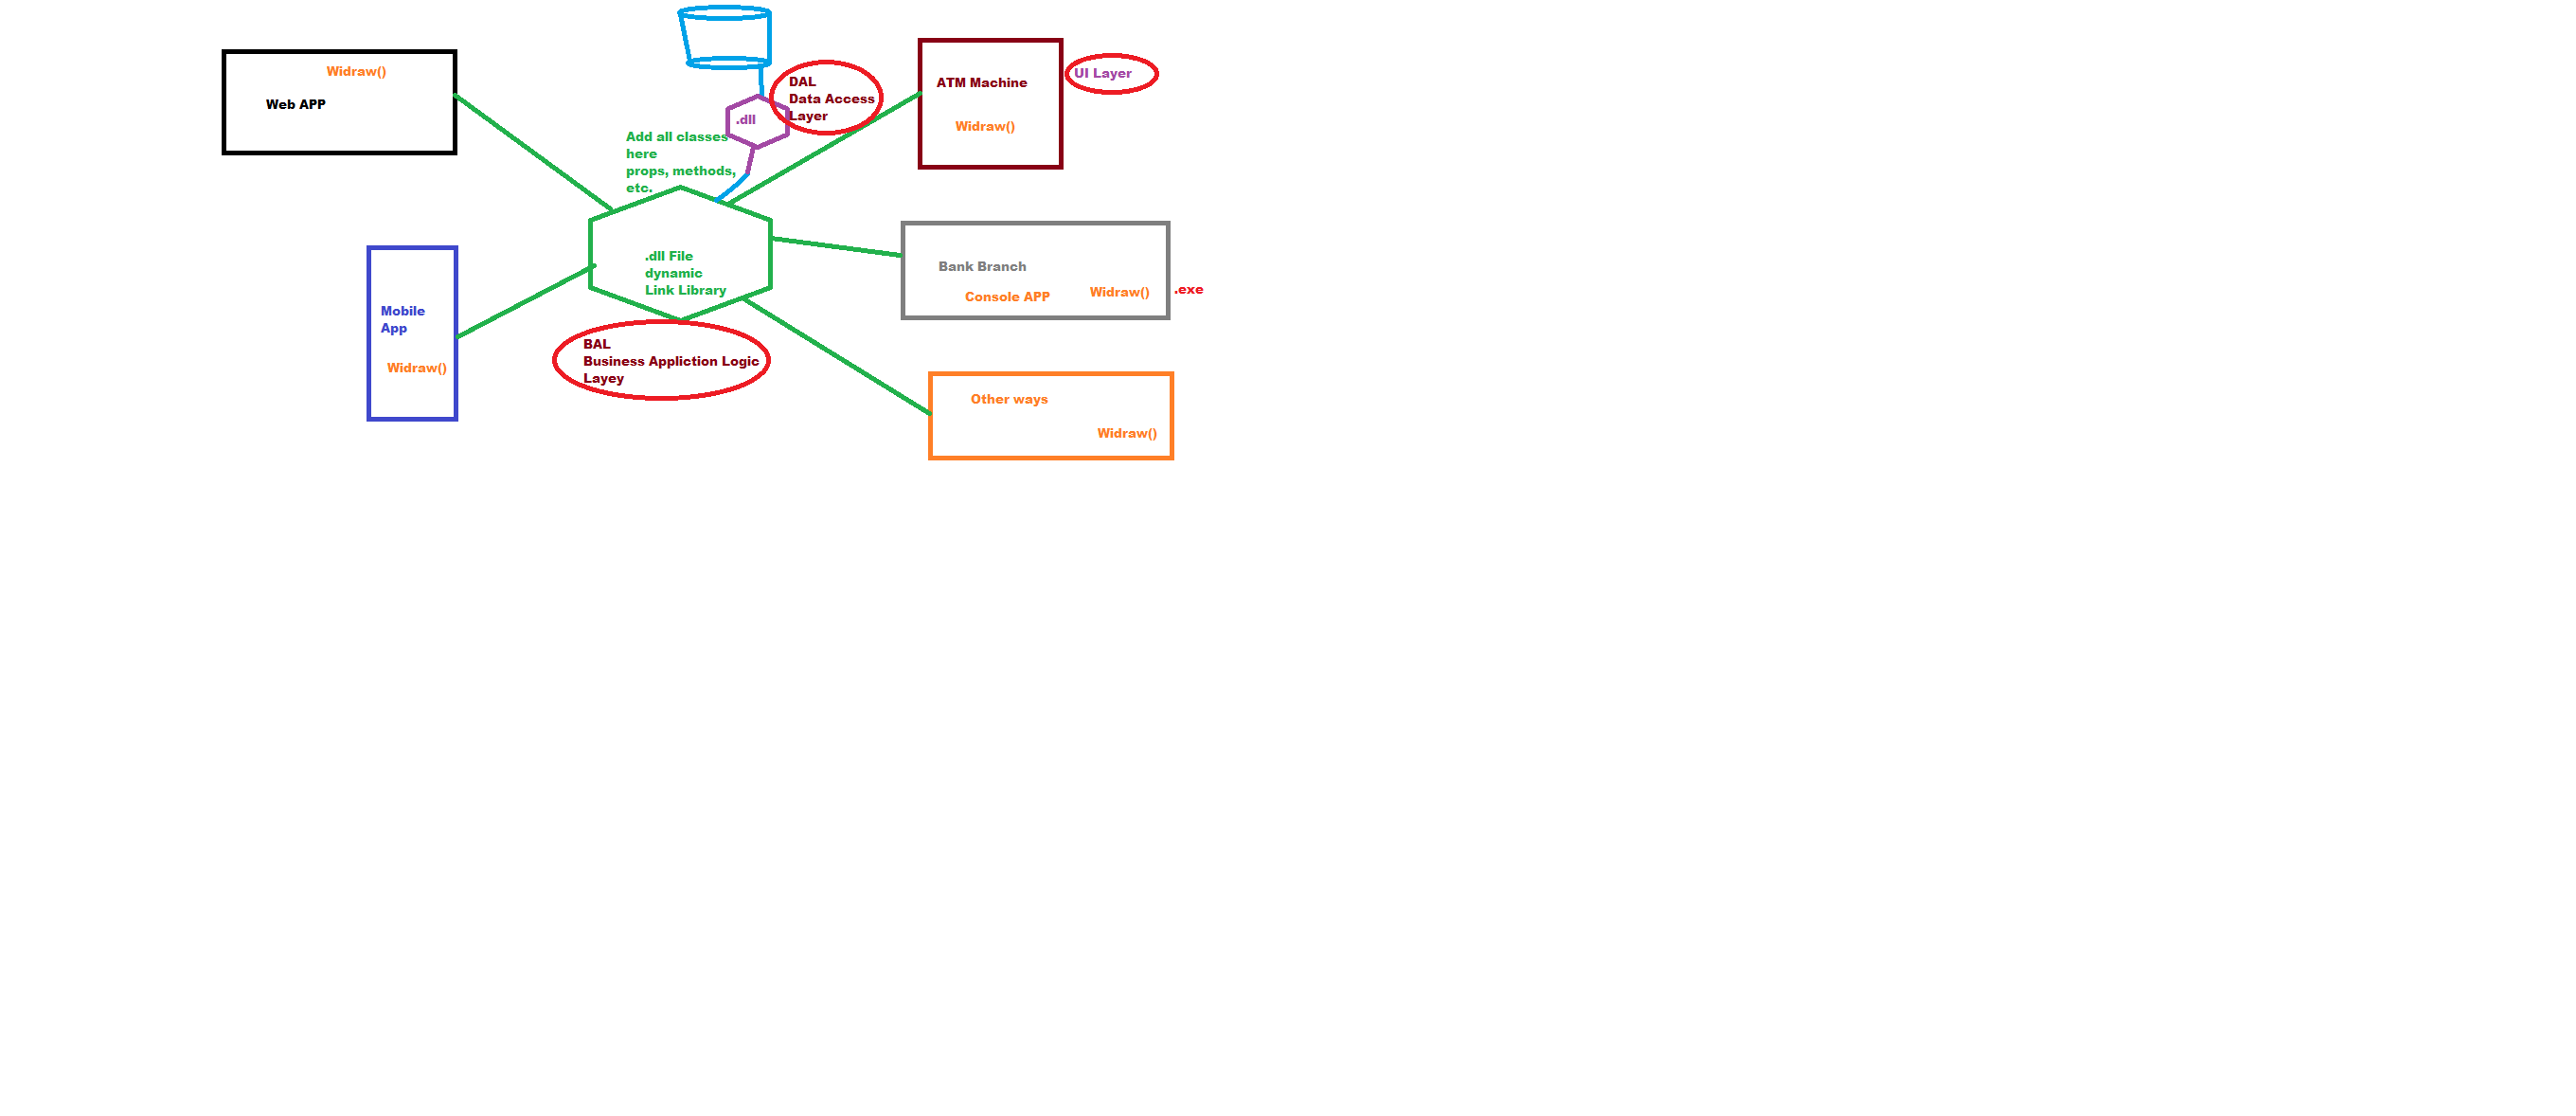 Widraw()
Web APP
DAL
Data Access
Layer
.dll
Add all classes
here
props, methods,
etc.
ATM Machine
Widraw()
UI Layer
.dll File
dynamic
Link Library
Bank Branch
Console APP
Widraw()
.exe
Mobile
App
Widraw()
BAL
Business Appliction Logic
Layey
Other ways
Widraw()